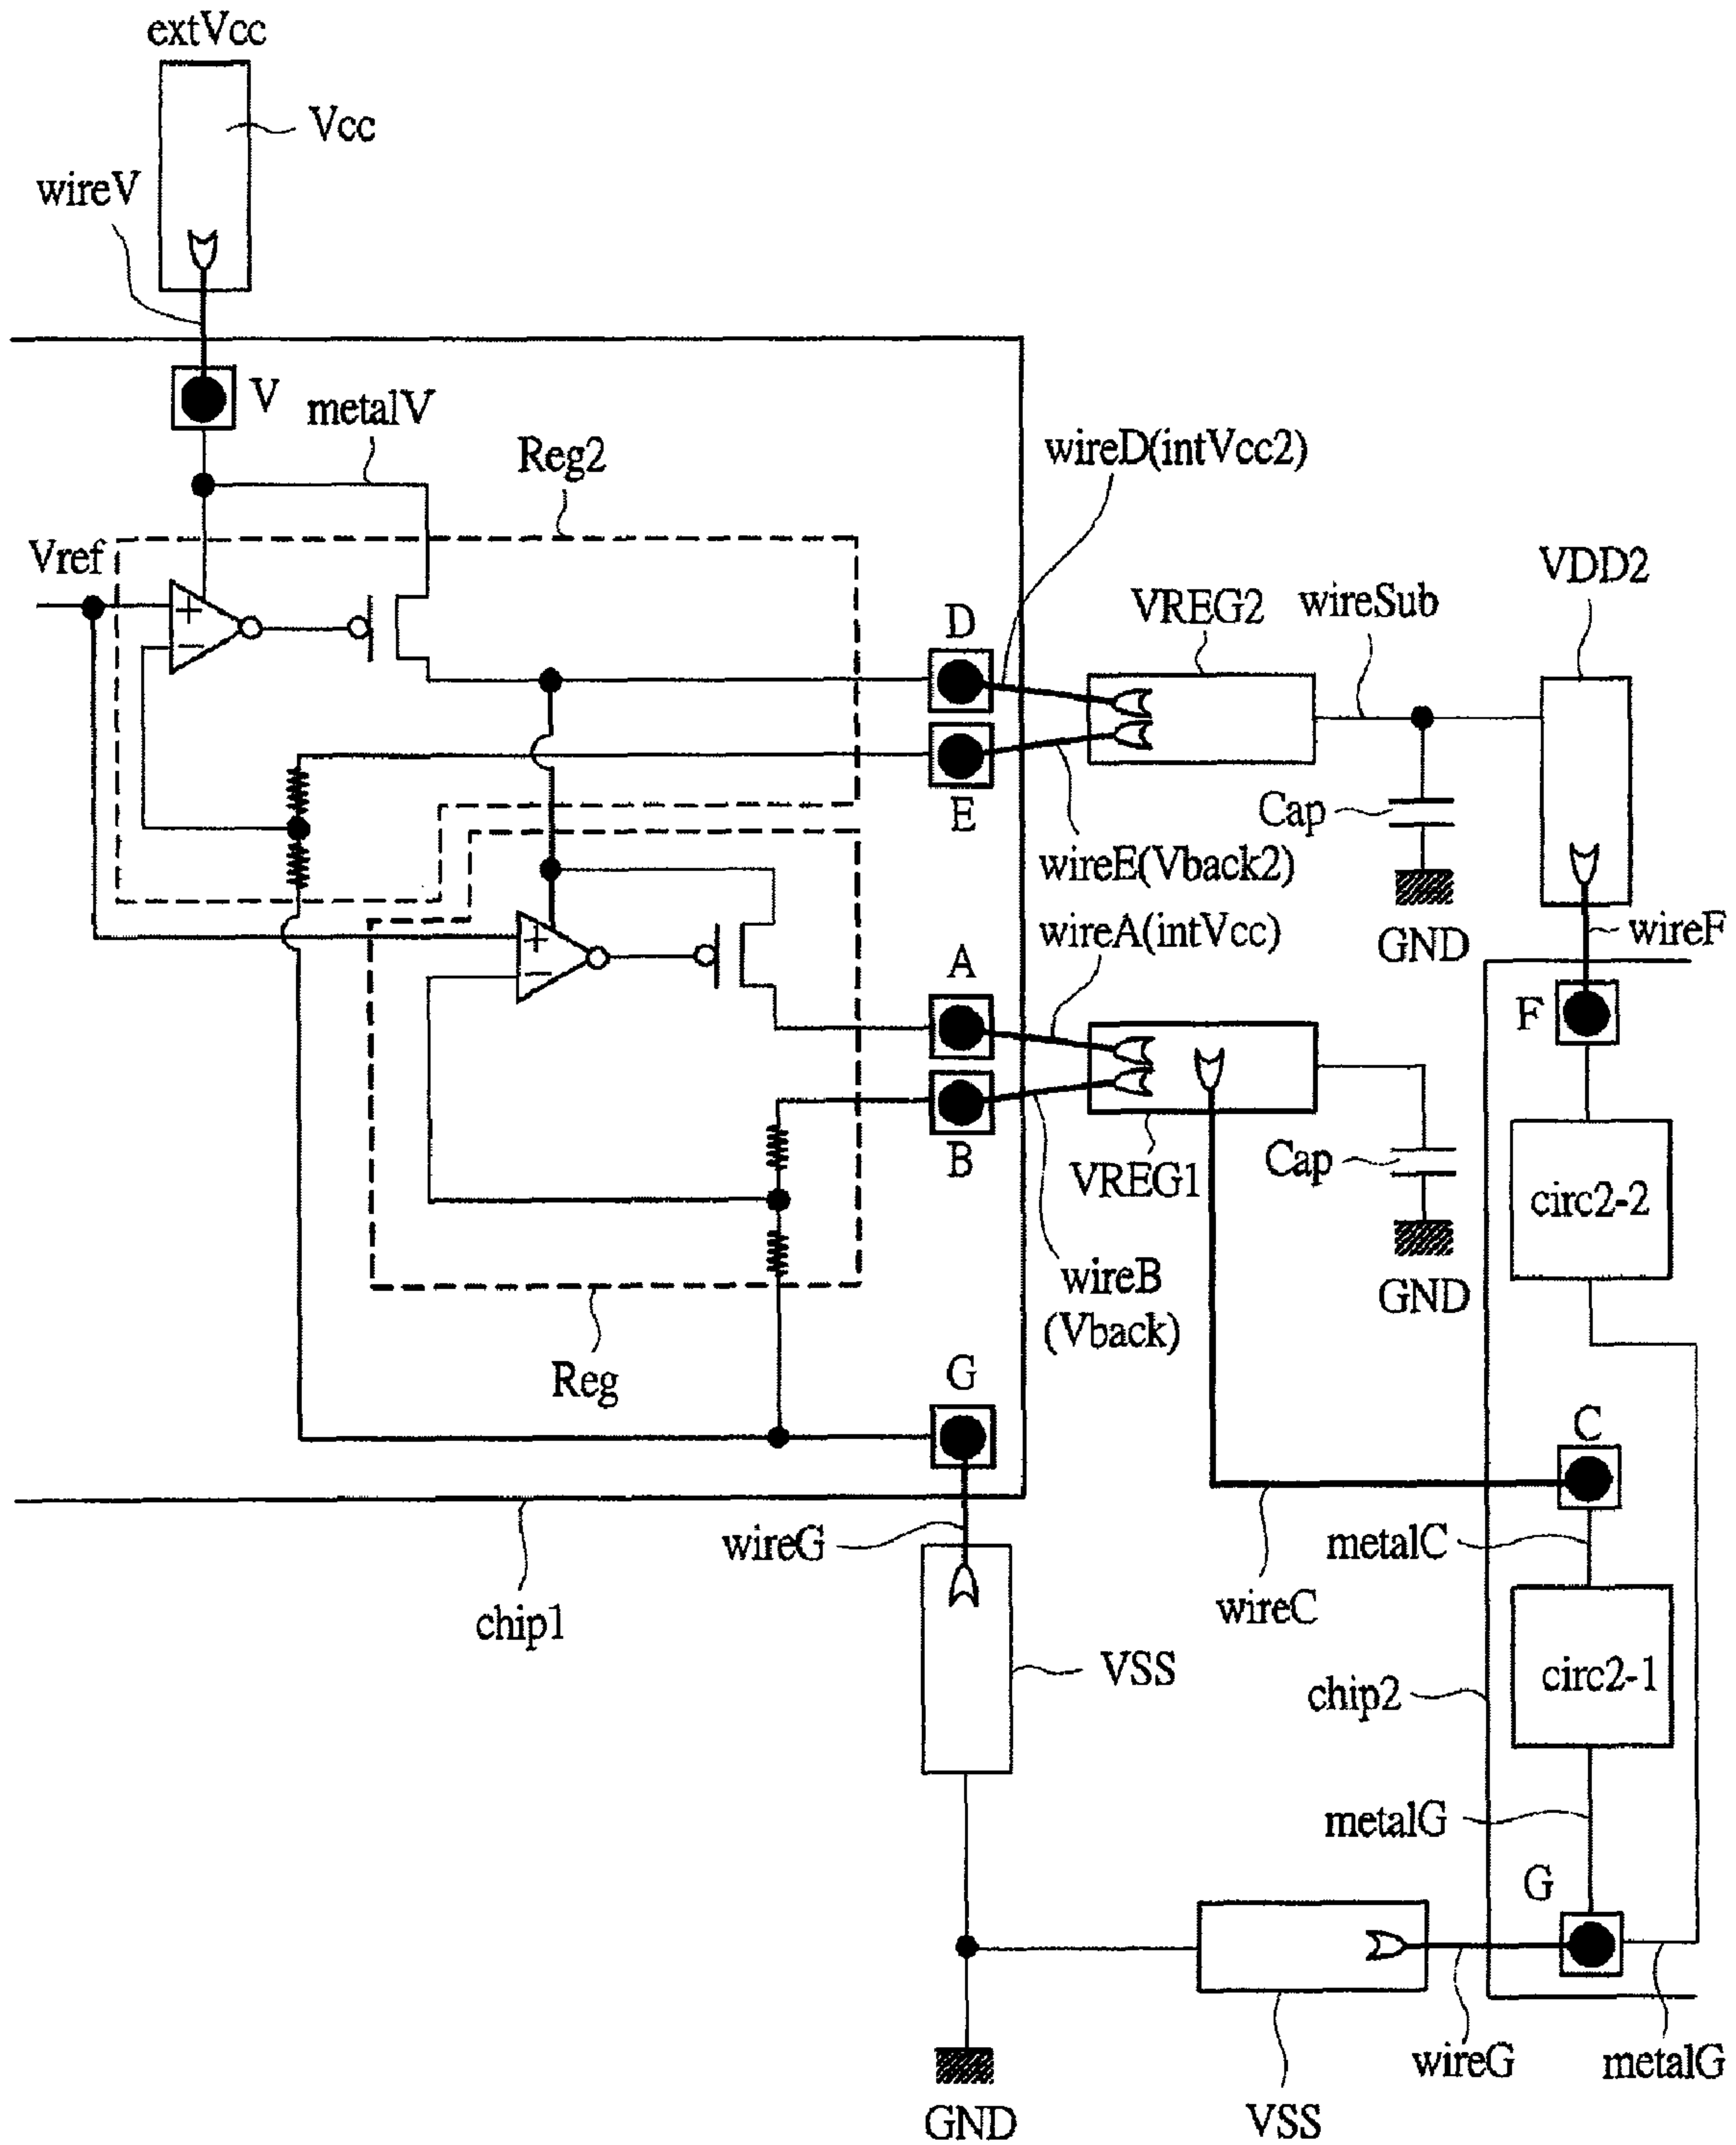 extVcc
Vcc
wireV
V
metalV
Reg2
wireD(intVcc2)
Vref
VDD2
VREG2
wireSub
D
+
−
E
Cap
wireE(Vback2)
GND
wireF
wireA(intVcc)
+
−
A
F
B
VREG1
Cap
circ2-2
wireB
(Vback)
GND
Reg
G
C
wireG
metalC
chip1
wireC
VSS
circ2-1
chip2
metalG
G
wireG
metalG
GND
VSS